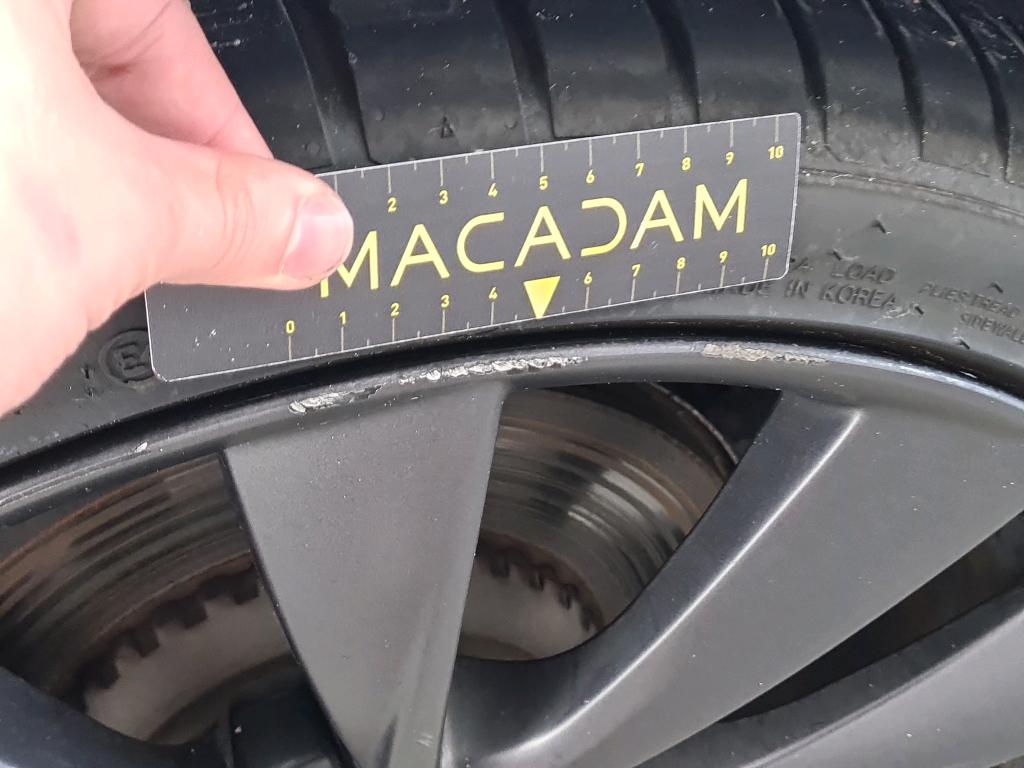 2 3 4 5 6 7 8 9 10
MACADAM
0 1 2 3 4 6 7 8 9 10
LOAD
MADE IN KOREA
PLIES TREAD
SIDEWALL
E4